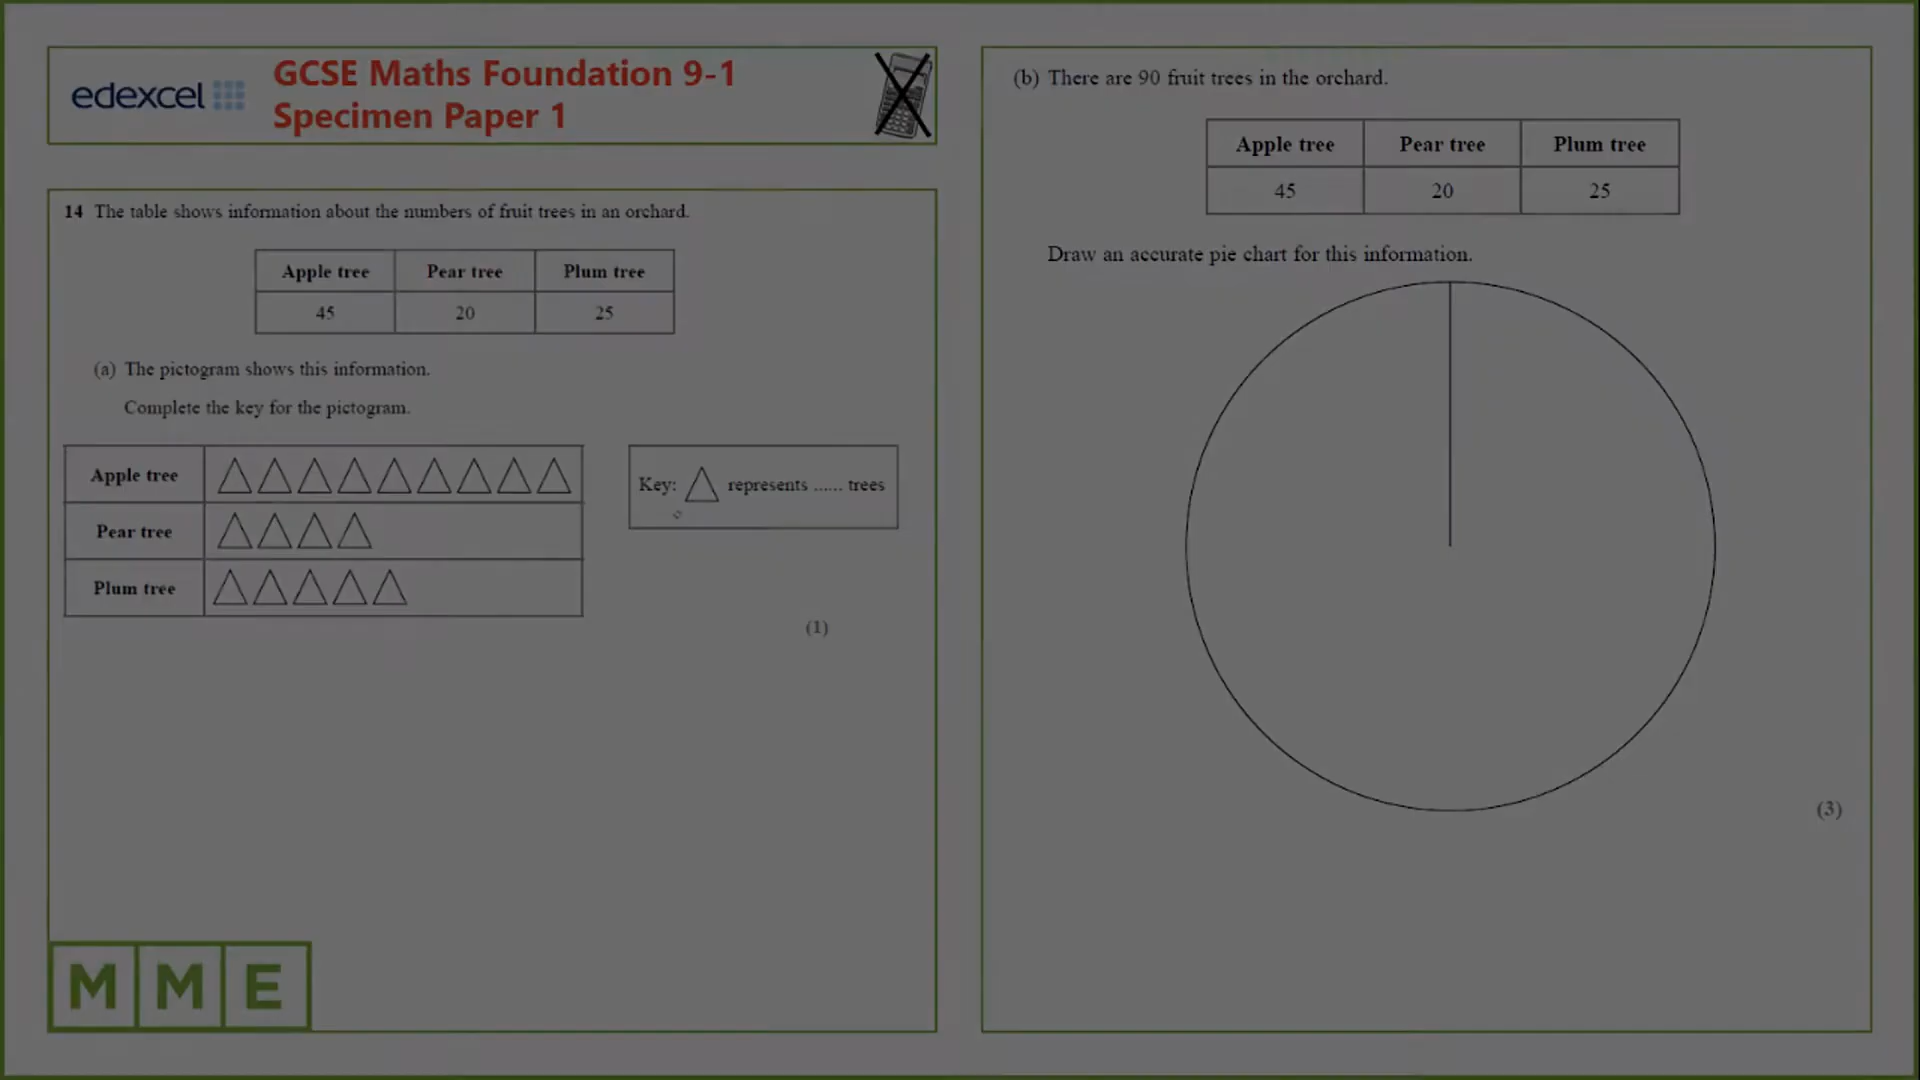 edexcel
GCSE Maths Foundation 9-1
Specimen Paper 1
14 The table shows information about the numbers of fruit trees in an orchard.
Apple tree Pear tree Plum tree
45 20 25
(a) The pictogram shows this information.
Complete the key for the pictogram.
Apple tree
Pear tree
Plum tree
Key: represents ...... trees
(1)
MME
(b) There are 90 fruit trees in the orchard.
Apple tree Pear tree Plum tree
45 20 25
Draw an accurate pie chart for this information.
(3)